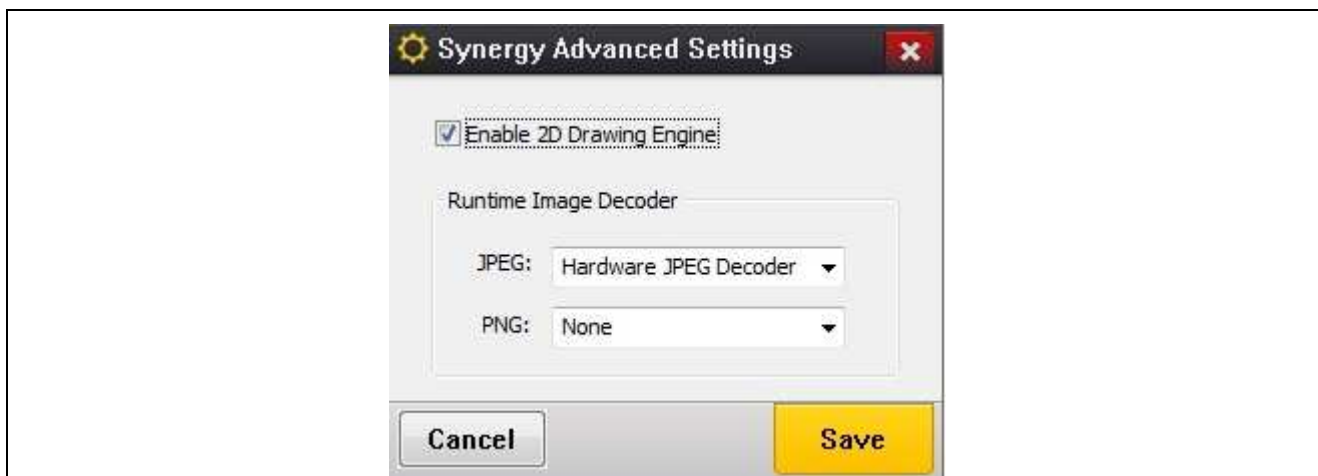 Synergy Advanced Settings
Enable 2D Drawing Engine
Runtime Image Decoder
JPEG: Hardware JPEG Decoder
PNG: None
Cancel Save